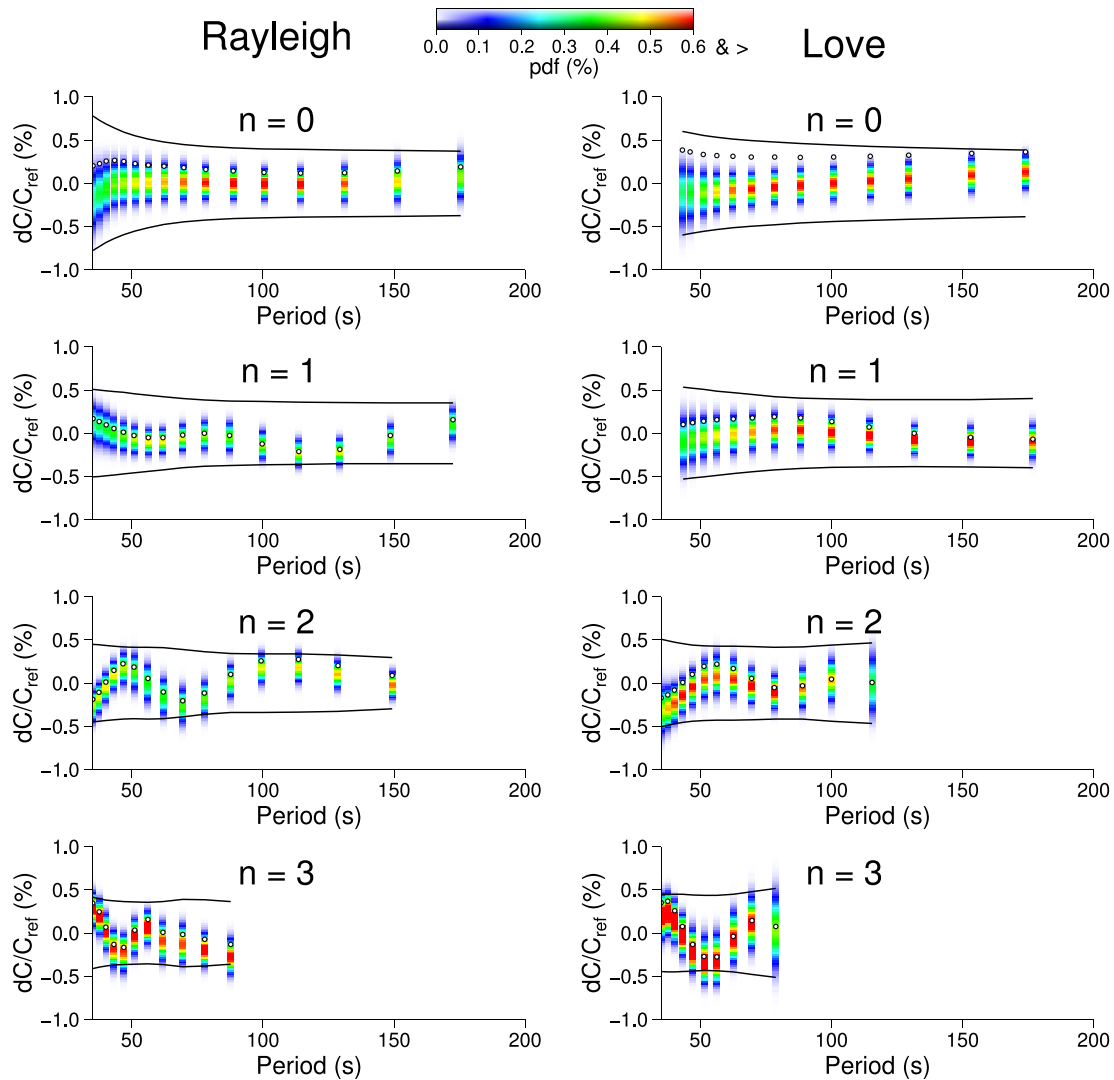 Rayleigh
Love
0.0 0.1 0.2 0.3 0.4 0.5 0.6 & >
pdf (%)
n = 0
1.0
0.5
0.0
−0.5
−1.0
dC/C_ref (%)
50 100 150 200
Period (s)
n = 0
1.0
0.5
0.0
−0.5
−1.0
dC/C_ref (%)
50 100 150 200
Period (s)
n = 1
1.0
0.5
0.0
−0.5
−1.0
dC/C_ref (%)
50 100 150 200
Period (s)
n = 1
1.0
0.5
0.0
−0.5
−1.0
dC/C_ref (%)
50 100 150 200
Period (s)
n = 2
1.0
0.5
0.0
−0.5
−1.0
dC/C_ref (%)
50 100 150 200
Period (s)
n = 2
1.0
0.5
0.0
−0.5
−1.0
dC/C_ref (%)
50 100 150 200
Period (s)
n = 3
1.0
0.5
0.0
−0.5
−1.0
dC/C_ref (%)
50 100 150 200
Period (s)
n = 3
1.0
0.5
0.0
−0.5
−1.0
dC/C_ref (%)
50 100 150 200
Period (s)